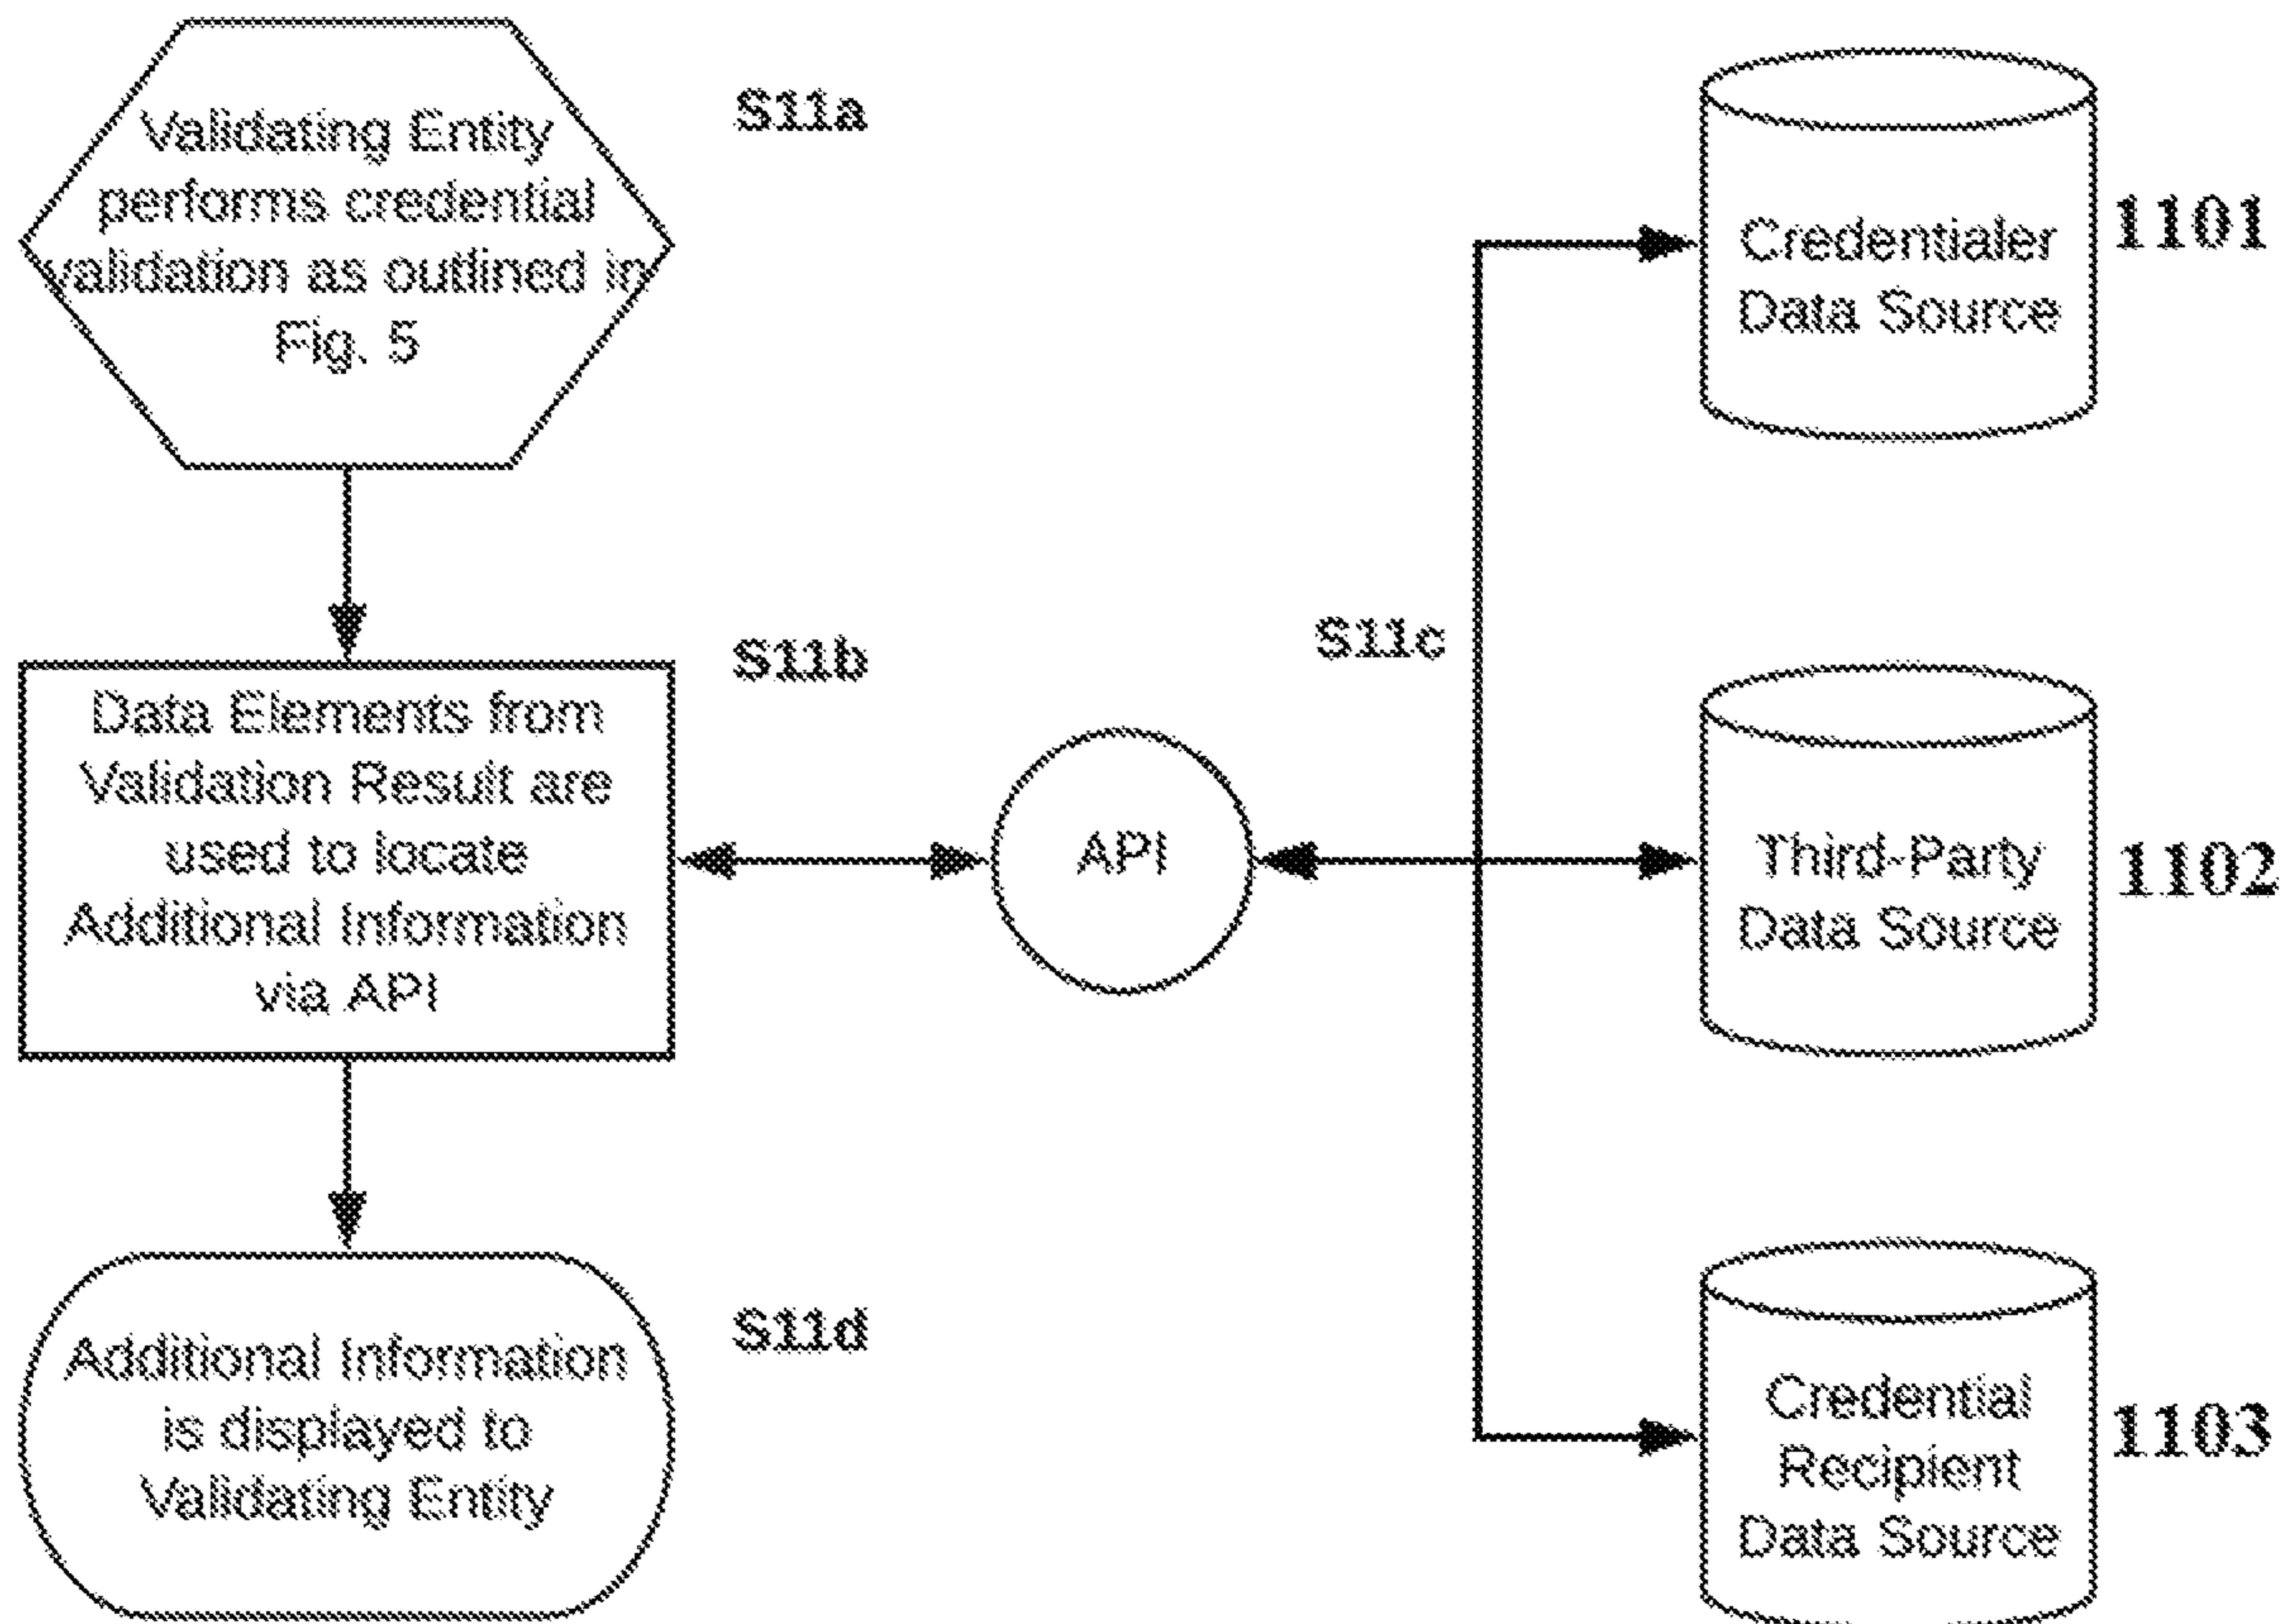 Validating Entity
performs credential
validation as outlined in
Fig. 5
S11a
Data Elements from
Validation Result are
used to locate
Additional Information
via API
S11b
API
S11c
Credentialer
Data Source
1101
Third-Party
Data Source
1102
Credential
Recipient
Data Source
1103
Additional Information
is displayed to
Validating Entity
S11d